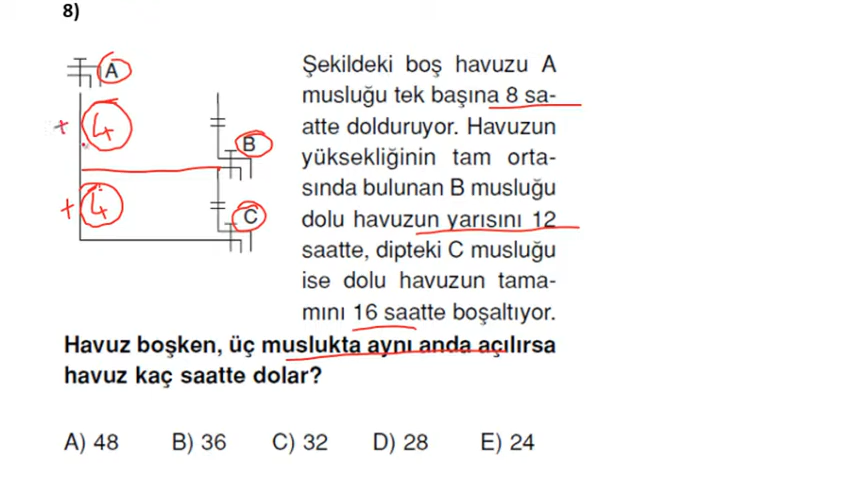 8)
A
Şekildeki boş havuzu A
musluğu tek başına 8 sa-
+ 4
atte dolduruyor. Havuzun
B
yüksekliğinin tam orta-
sında bulunan B musluğu
+ 4
C
dolu havuzun yarısını 12
saatte, dipteki C musluğu
ise dolu havuzun tama-
mını 16 saatte boşaltıyor.
Havuz boşken, üç muslukta aynı anda açılırsa
havuz kaç saatte dolar?
A) 48 B) 36 C) 32 D) 28 E) 24